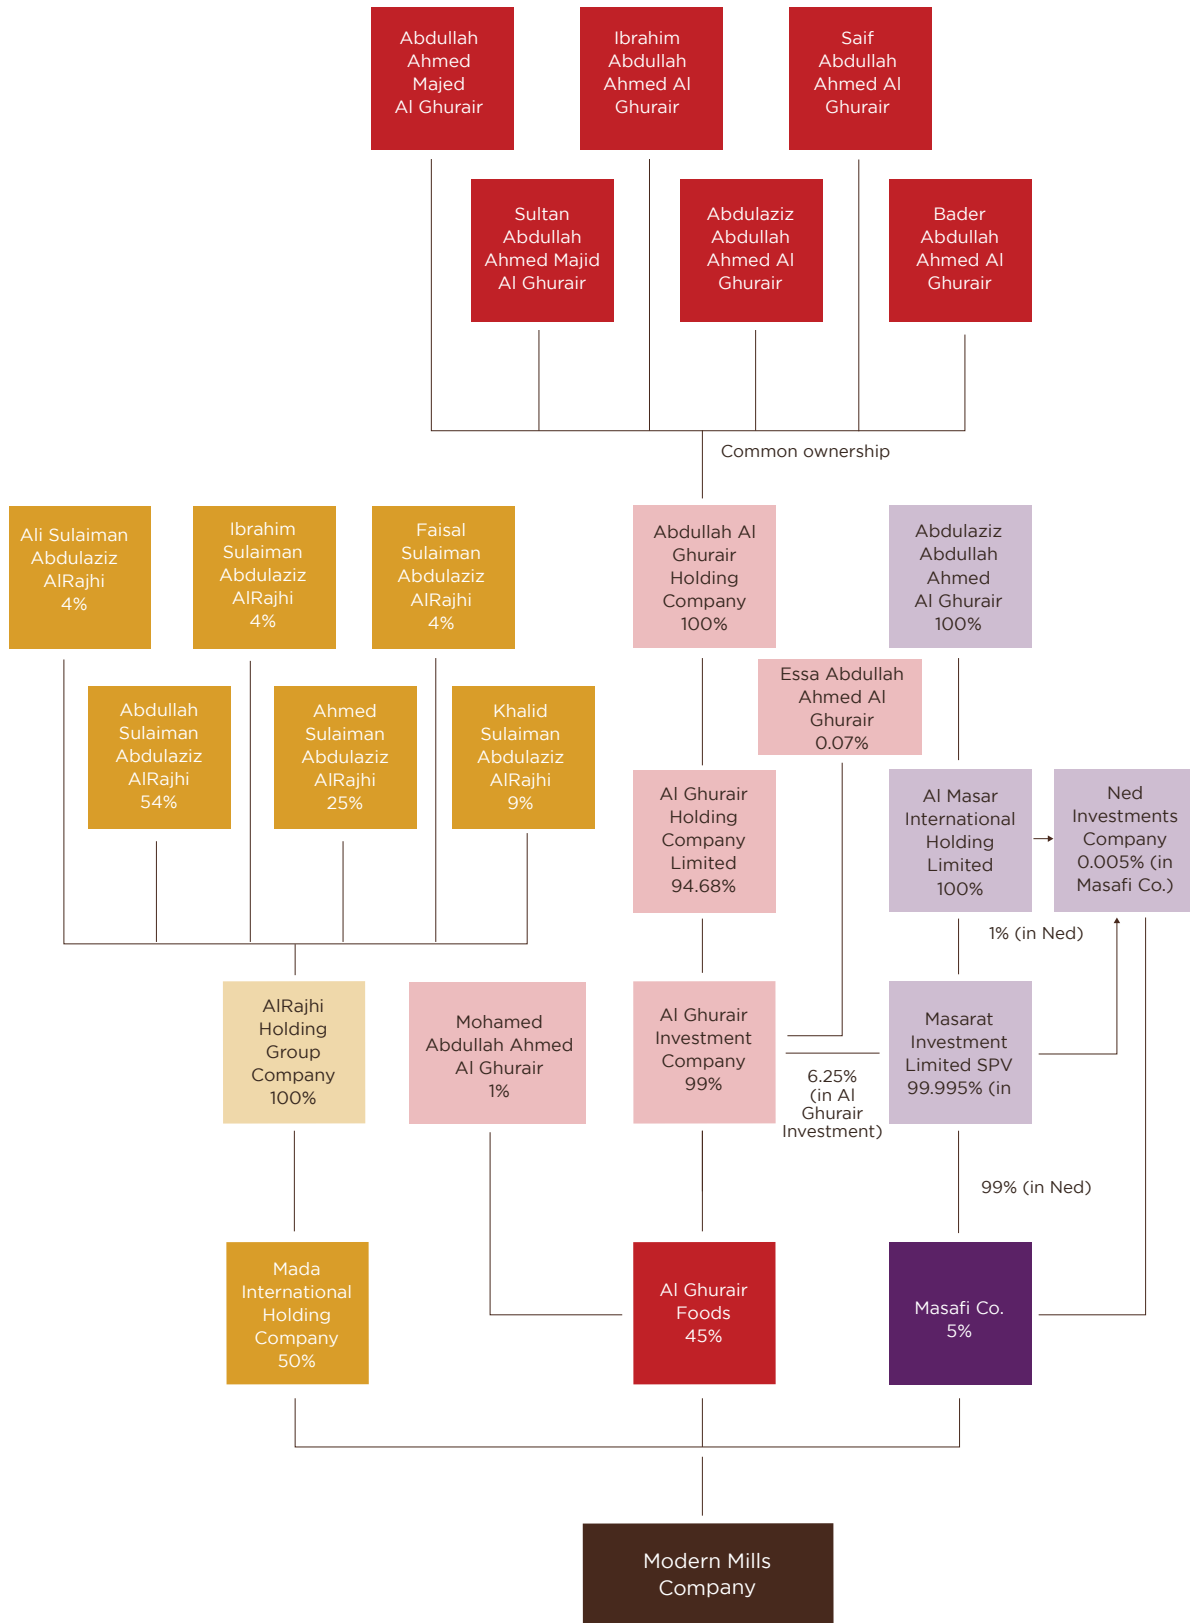 Abdullah
Ahmed
Majed
Al Ghurair
Ibrahim
Abdullah
Ahmed Al
Ghurair
Saif
Abdullah
Ahmed Al
Ghurair
Sultan
Abdullah
Ahmed Majid
Al Ghurair
Abdulaziz
Abdullah
Ahmed Al
Ghurair
Bader
Abdullah
Ahmed Al
Ghurair
Common ownership
Ali Sulaiman
Abdulaziz
AlRajhi
4%
Ibrahim
Sulaiman
Abdulaziz
AlRajhi
4%
Faisal
Sulaiman
Abdulaziz
AlRajhi
4%
Abdullah Al
Ghurair
Holding
Company
100%
Abdulaziz
Abdullah
Ahmed
Al Ghurair
100%
Abdullah
Sulaiman
Abdulaziz
AlRajhi
54%
Ahmed
Sulaiman
Abdulaziz
AlRajhi
25%
Khalid
Sulaiman
Abdulaziz
AlRajhi
9%
Essa Abdullah
Ahmed Al
Ghurair
0.07%
Al Ghurair
Holding
Company
Limited
94.68%
Al Masar
International
Holding
Limited
100%
Ned
Investments
Company
0.005% (in
Masafi Co.)
1% (in Ned)
AlRajhi
Holding
Group
Company
100%
Mohamed
Abdullah Ahmed
Al Ghurair
1%
Al Ghurair
Investment
Company
99%
6.25%
(in Al
Ghurair
Investment)
Masarat
Investment
Limited SPV
99.995% (in
99% (in Ned)
Mada
International
Holding
Company
50%
Al Ghurair
Foods
45%
Masafi Co.
5%
Modern Mills
Company